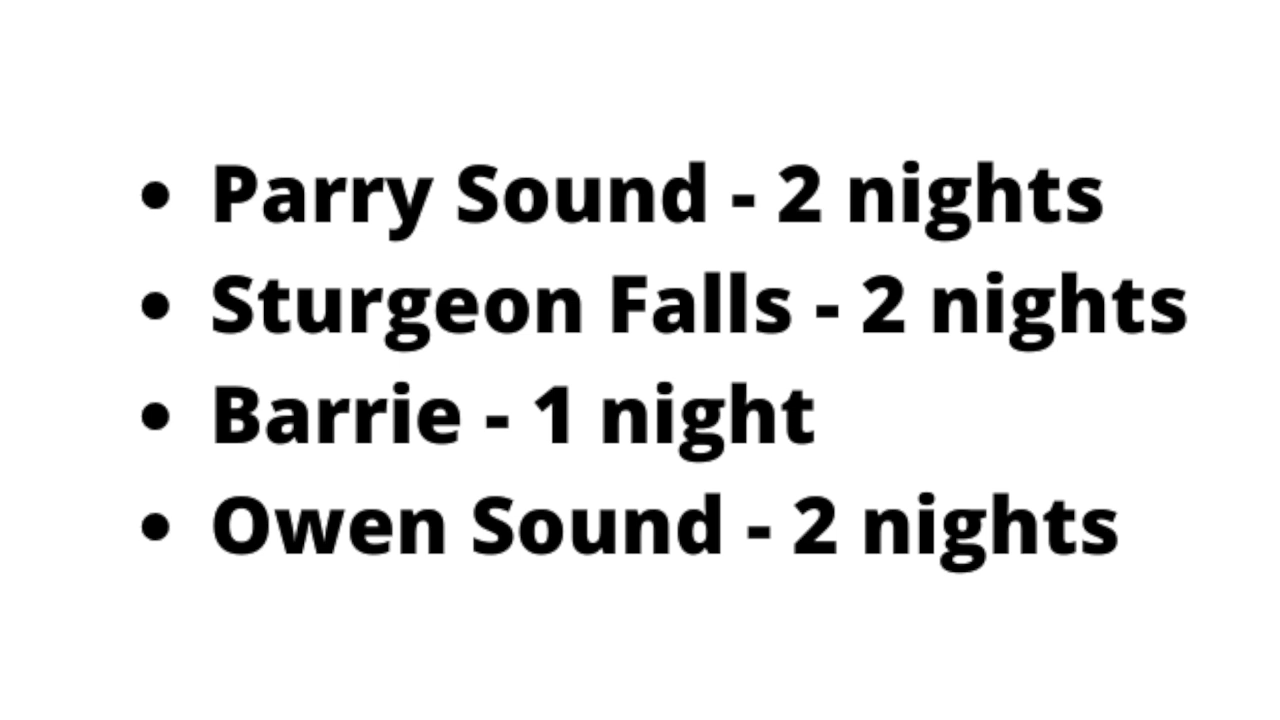 • Parry Sound - 2 nights
• Sturgeon Falls - 2 nights
• Barrie - 1 night
• Owen Sound - 2 nights